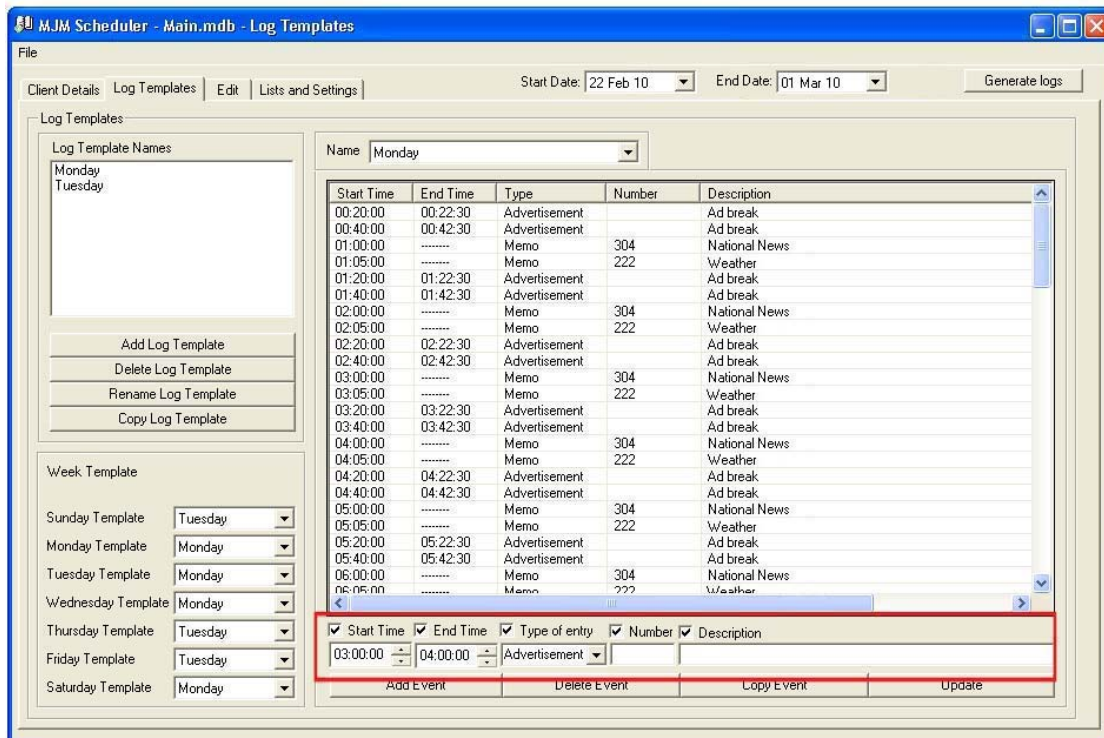 MJM Scheduler - Main.mdb - Log Templates
File
Client Details Log Templates Edit Lists and Settings Start Date: 22 Feb 10 End Date: 01 Mar 10 Generate logs
Log Templates
Log Template Names
Monday
Tuesday
Add Log Template
Delete Log Template
Rename Log Template
Copy Log Template
Week Template
Sunday Template Tuesday
Monday Template Monday
Tuesday Template Monday
Wednesday Template Monday
Thursday Template Tuesday
Friday Template Tuesday
Saturday Template Monday
Name Monday
Start Time End Time Type Number Description
00:20:00 00:22:30 Advertisement Ad break
00:40:00 00:42:30 Advertisement Ad break
01:00:00 -------- Memo 304 National News
01:05:00 -------- Memo 222 Weather
01:20:00 01:22:30 Advertisement Ad break
01:40:00 01:42:30 Advertisement Ad break
02:00:00 -------- Memo 304 National News
02:05:00 -------- Memo 222 Weather
02:20:00 02:22:30 Advertisement Ad break
02:40:00 02:42:30 Advertisement Ad break
03:00:00 -------- Memo 304 National News
03:05:00 -------- Memo 222 Weather
03:20:00 03:22:30 Advertisement Ad break
03:40:00 03:42:30 Advertisement Ad break
04:00:00 -------- Memo 304 National News
04:05:00 -------- Memo 222 Weather
04:20:00 04:22:30 Advertisement Ad break
04:40:00 04:42:30 Advertisement Ad break
05:00:00 -------- Memo 304 National News
05:05:00 -------- Memo 222 Weather
05:20:00 05:22:30 Advertisement Ad break
05:40:00 05:42:30 Advertisement Ad break
06:00:00 -------- Memo 304 National News
06:05:00 -------- Memo 222 Weather
Start Time End Time Type of entry Number Description
03:00:00 04:00:00 Advertisement
Add Event Delete Event Copy Event Update